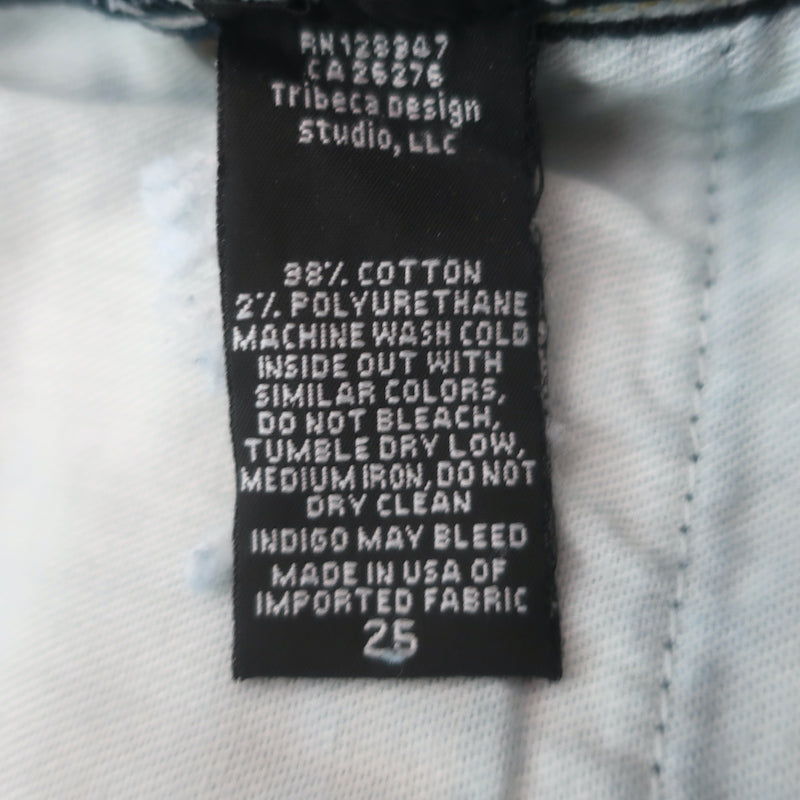 RN128947
CA26276
Tribeca Design
Studio, LLC
98% COTTON
2% POLYURETHANE
MACHINE WASH COLD
INSIDE OUT WITH
SIMILAR COLORS,
DO NOT BLEACH,
TUMBLE DRY LOW,
MEDIUM IRON, DO NOT
DRY CLEAN
INDIGO MAY BLEED
MADE IN USA OF
IMPORTED FABRIC
25